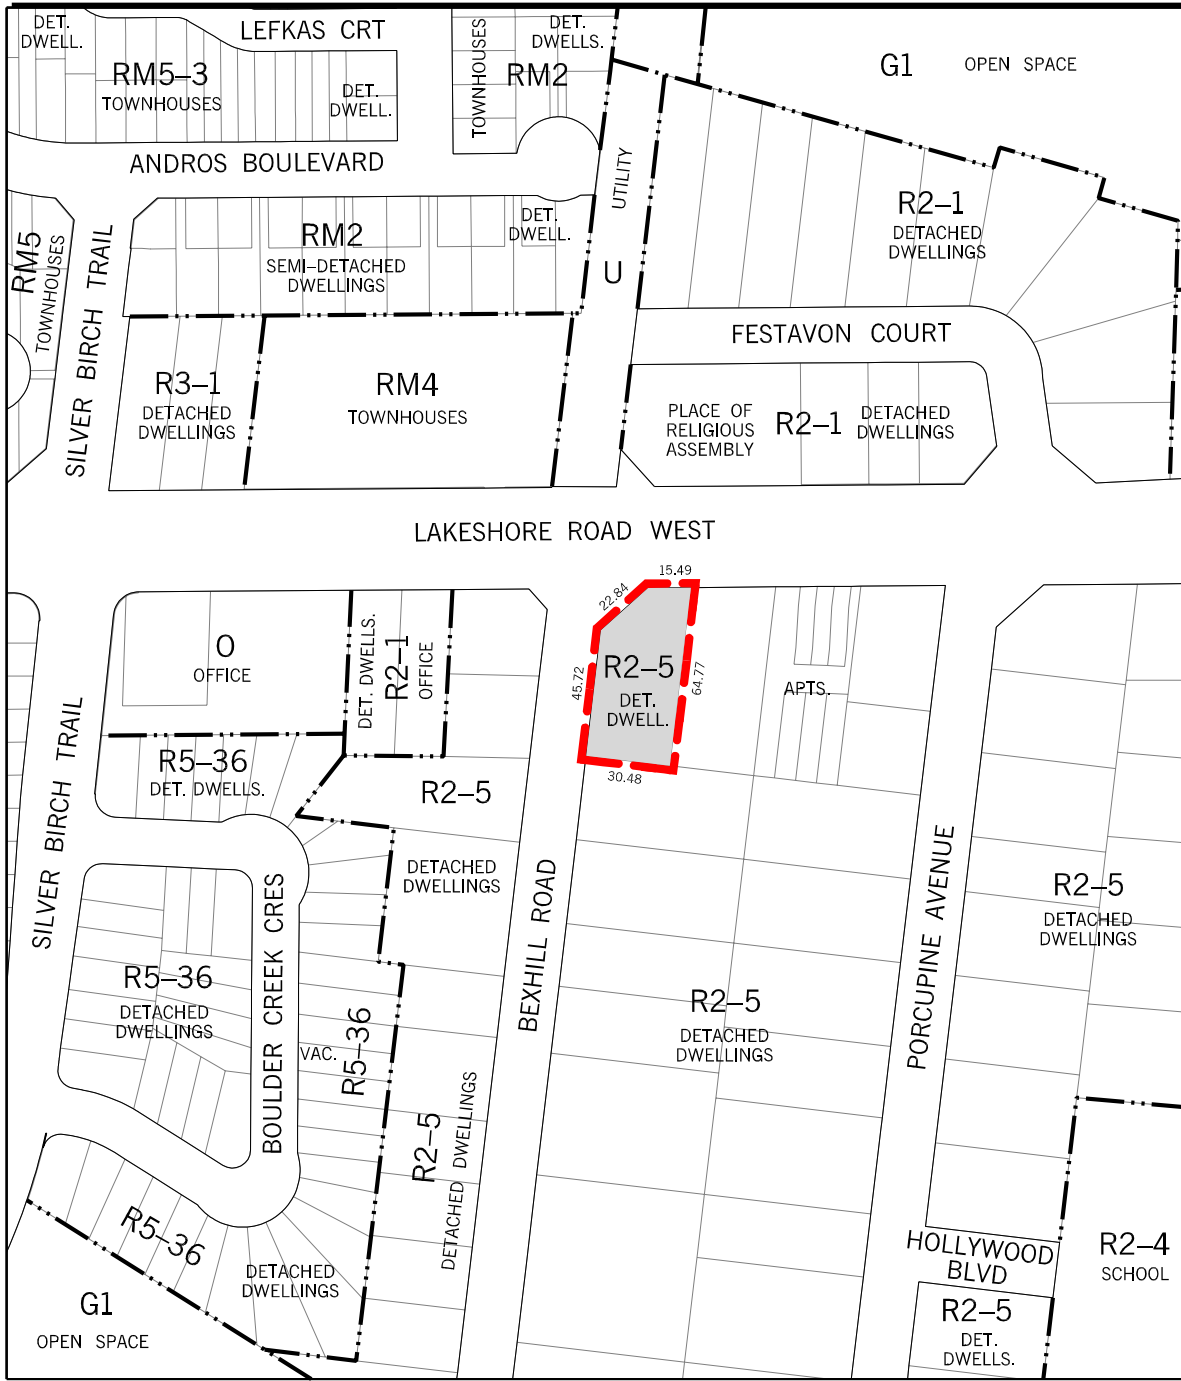 DET.
DWELL.
LEFKAS CRT
RM5–3
TOWNHOUSES
DET.
DWELL.
TOWNHOUSES
DET.
DWELLS.
RM2
G1
OPEN SPACE
ANDROS BOULEVARD
UTILITY
U
RM5
TOWNHOUSES
SILVER BIRCH TRAIL
RM2
SEMI–DETACHED
DWELLINGS
DET.
DWELL.
R2–1
DETACHED
DWELLINGS
FESTAVON COURT
R3–1
DETACHED
DWELLINGS
RM4
TOWNHOUSES
PLACE OF
RELIGIOUS
ASSEMBLY
R2–1
DETACHED
DWELLINGS
LAKESHORE ROAD WEST
15.49
22.84
45.72
64.77
30.48
R2–5
DET.
DWELL.
O
OFFICE
DET. DWELLS.
R2–1
OFFICE
APTS.
SILVER BIRCH TRAIL
R5–36
DET. DWELLS.
R2–5
DETACHED
DWELLINGS
BEXHILL ROAD
PORCUPINE AVENUE
R2–5
DETACHED
DWELLINGS
R5–36
DETACHED
DWELLINGS
BOULDER CREEK CRES
VAC.
R5–36
R2–5
DETACHED
DWELLINGS
R2–5
DETACHED DWELLINGS
R5–36
DETACHED
DWELLINGS
G1
OPEN SPACE
HOLLYWOOD
BLVD
R2–4
SCHOOL
R2–5
DET.
DWELLS.